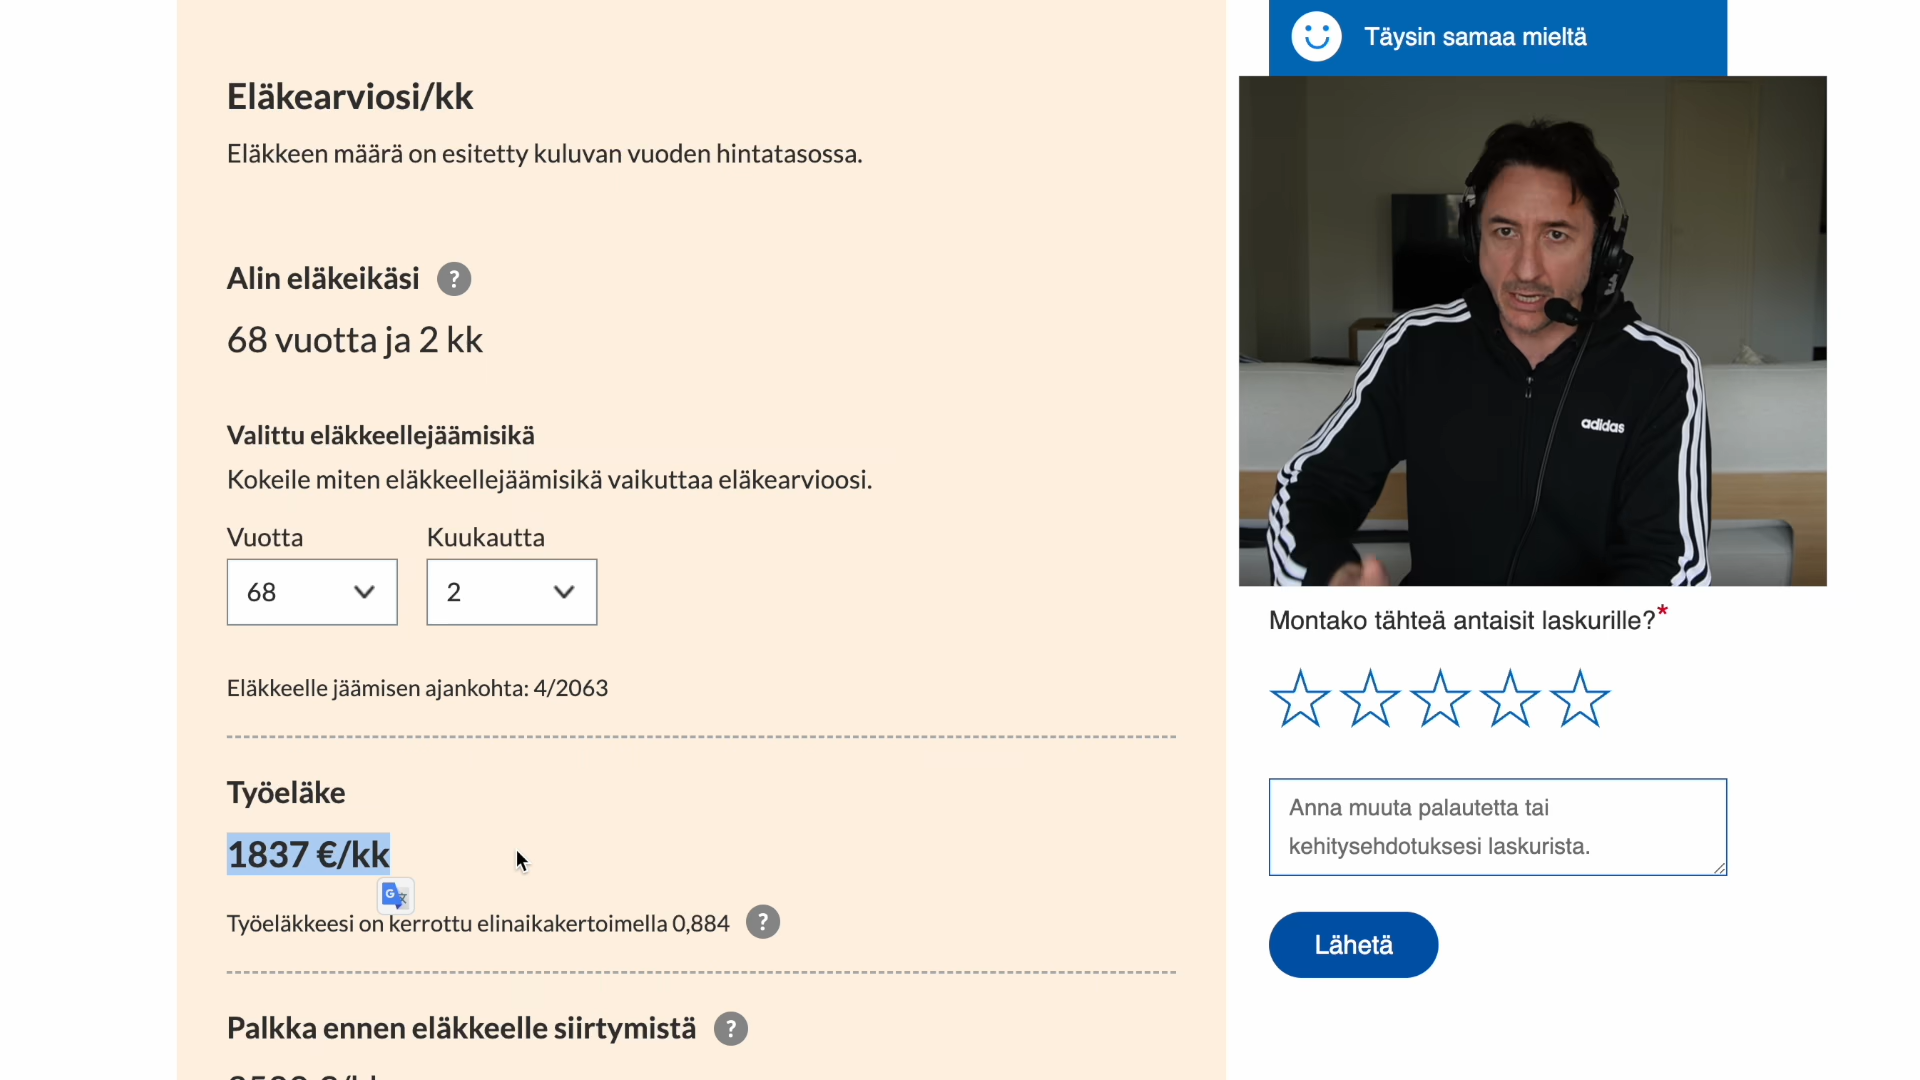 Eläkearviosi/kk
Eläkkeen määrä on esitetty kuluvan vuoden hintatasossa.
Alin eläkeikäsi ?
68 vuotta ja 2 kk
Valittu eläkkeellejäämisikä
Kokeile miten eläkkeellejäämisikä vaikuttaa eläkearvioosi.
Vuotta Kuukautta
68 2
Eläkkeelle jäämisen ajankohta: 4/2063
Työeläke
1837 €/kk
Työeläkkeesi on kerrottu elinaikakertoimella 0,884 ?
Palkka ennen eläkkeelle siirtymistä ?
Täysin samaa mieltä
adidas
Montako tähteä antaisit laskurille?*
Anna muuta palautetta tai
kehitysehdotuksesi laskurista.
Lähetä